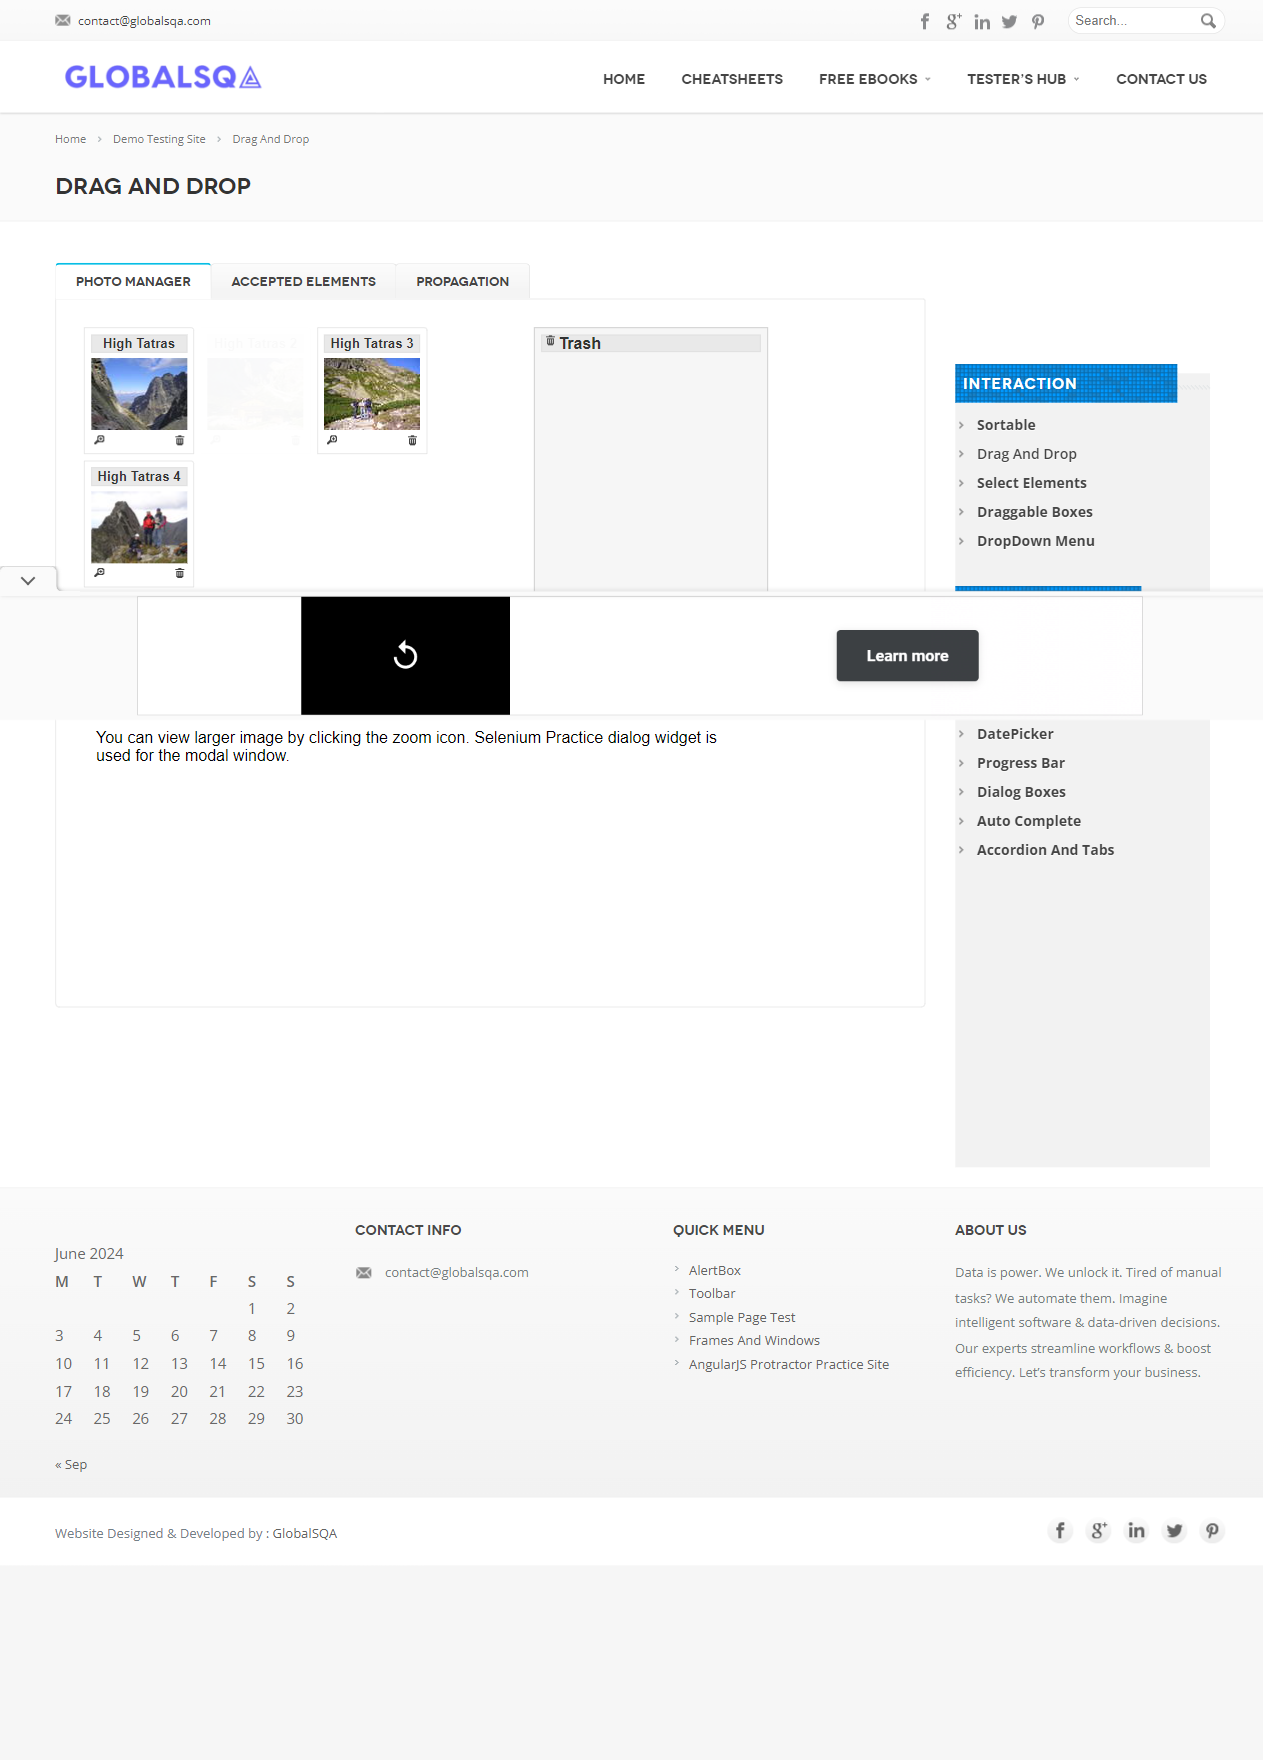 contact@globalsqa.com
Search...
GLOBALSQA
HOME CHEATSHEETS FREE EBOOKS TESTER'S HUB CONTACT US
Home Demo Testing Site Drag And Drop
DRAG AND DROP
PHOTO MANAGER ACCEPTED ELEMENTS PROPAGATION
High Tatras
High Tatras 2
High Tatras 3
High Tatras 4
Trash
INTERACTION
Sortable
Drag And Drop
Select Elements
Draggable Boxes
DropDown Menu
Learn more
You can view larger image by clicking the zoom icon. Selenium Practice dialog widget is
used for the modal window.
DatePicker
Progress Bar
Dialog Boxes
Auto Complete
Accordion And Tabs
June 2024
M T W T F S S
1 2
3 4 5 6 7 8 9
10 11 12 13 14 15 16
17 18 19 20 21 22 23
24 25 26 27 28 29 30
« Sep
CONTACT INFO
contact@globalsqa.com
QUICK MENU
AlertBox
Toolbar
Sample Page Test
Frames And Windows
AngularJS Protractor Practice Site
ABOUT US
Data is power. We unlock it. Tired of manual
tasks? We automate them. Imagine
intelligent software & data-driven decisions.
Our experts streamline workflows & boost
efficiency. Let's transform your business.
Website Designed & Developed by : GlobalSQA